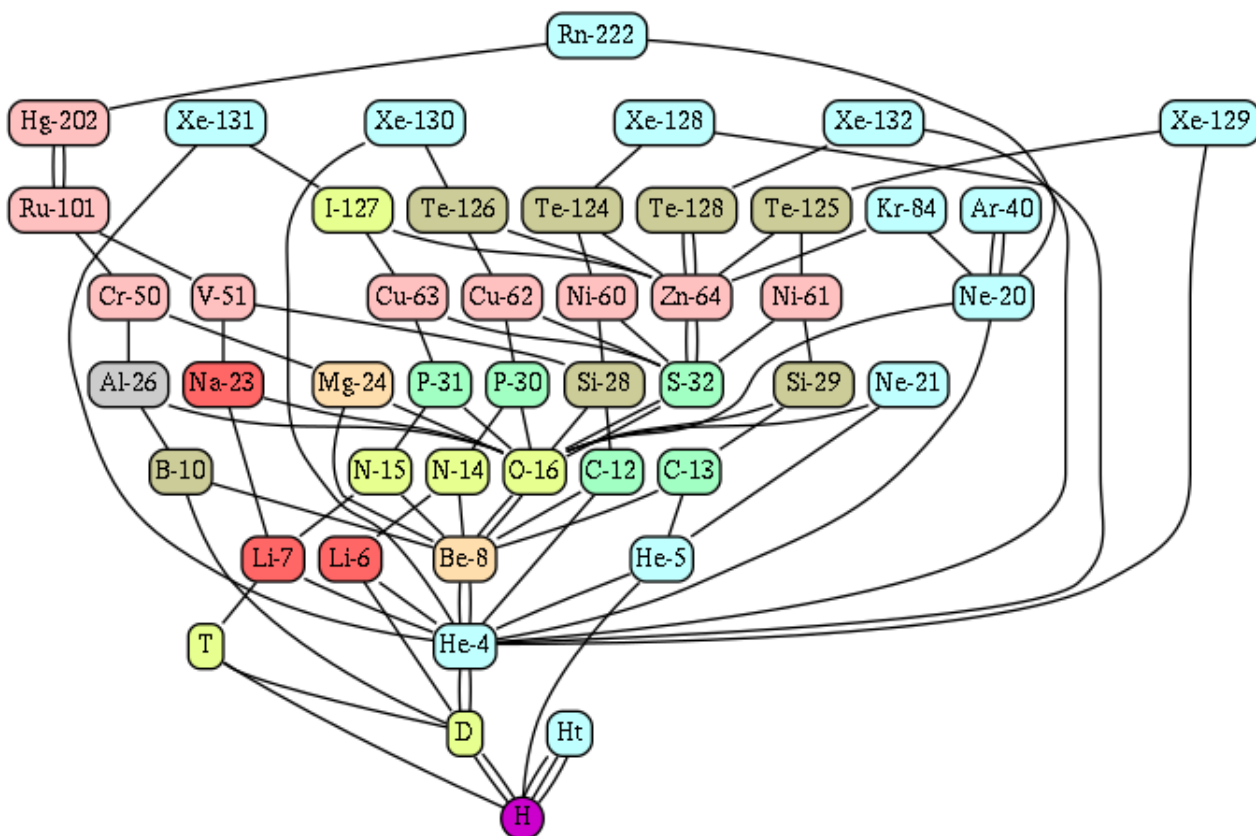 Rn-222
Hg-202 Xe-131 Xe-130 Xe-128 Xe-132 Xe-129
Ru-101 I-127 Te-126 Te-124 Te-128 Te-125 Kr-84 Ar-40
Cr-50 V-51 Cu-63 Cu-62 Ni-60 Zn-64 Ni-61 Ne-20
Al-26 Na-23 Mg-24 P-31 P-30 Si-28 S-32 Si-29 Ne-21
B-10 N-15 N-14 O-16 C-12 C-13
Li-7 Li-6 Be-8 He-5
T He-4
D Ht
H